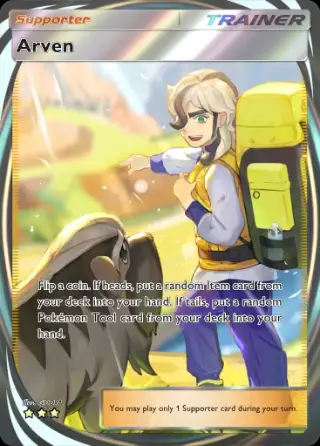 Supporter
TRAINER
Arven
Flip a coin. If heads, put a random Item card from
your deck into your hand. If tails, put a random
Pokémon Tool card from your deck into your
hand.
You may play only 1 Supporter card during your turn.